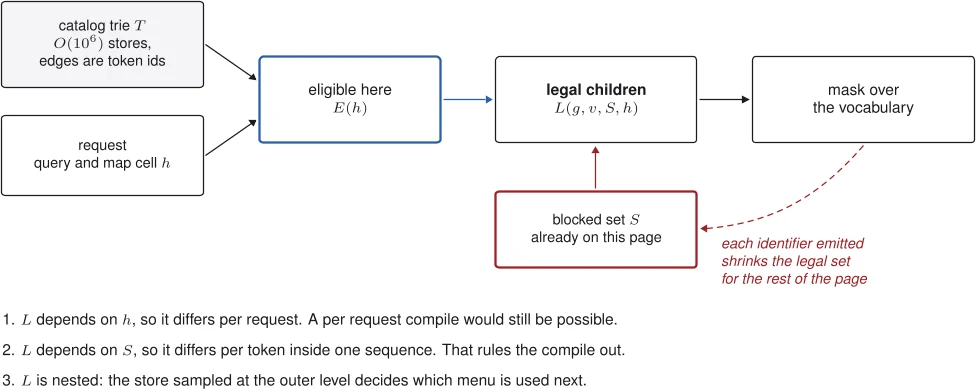 catalog trie T
O(10⁶) stores,
edges are token ids
request
query and map cell h
eligible here
E(h)
legal children
L(g, v, S, h)
mask over
the vocabulary
blocked set S
already on this page
each identifier emitted
shrinks the legal set
for the rest of the page
1. L depends on h, so it differs per request. A per request compile would still be possible.
2. L depends on S, so it differs per token inside one sequence. That rules the compile out.
3. L is nested: the store sampled at the outer level decides which menu is used next.